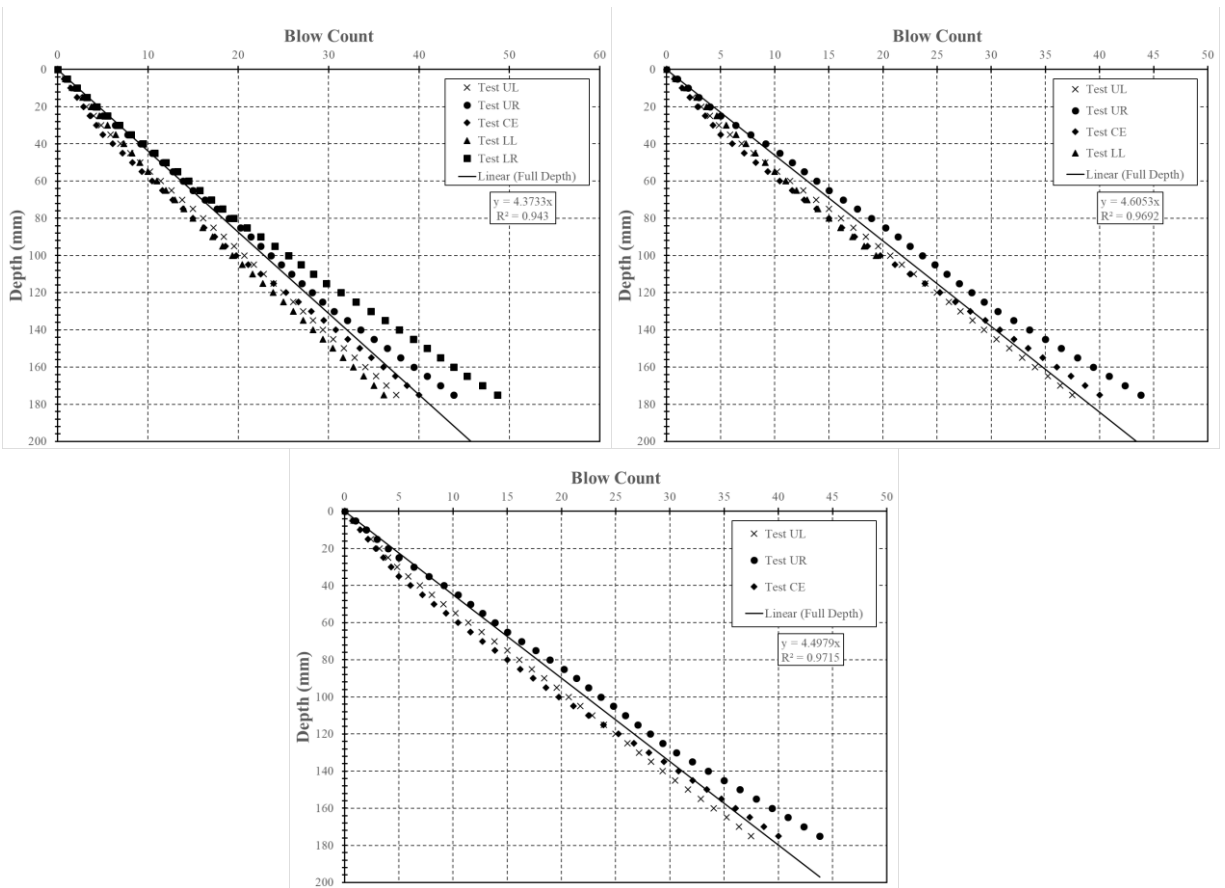 Blow Count
0 10 20 30 40 50 60
0
20
40
60
80
100
120
140
160
180
200
Depth (mm)
Test UL
Test UR
Test CE
Test LL
Test LR
Linear (Full Depth)
y = 4.3733x
R² = 0.943
Blow Count
0 5 10 15 20 25 30 35 40 45 50
0
20
40
60
80
100
120
140
160
180
200
Depth (mm)
Test UL
Test UR
Test CE
Test LL
Linear (Full Depth)
y = 4.6053x
R² = 0.9692
Blow Count
0 5 10 15 20 25 30 35 40 45 50
0
20
40
60
80
100
120
140
160
180
200
Depth (mm)
Test UL
Test UR
Test CE
Linear (Full Depth)
y = 4.4979x
R² = 0.9715